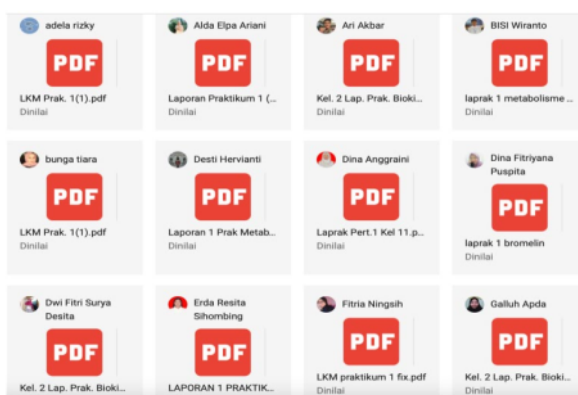 adela rizky
PDF
LKM Prak. 1(1).pdf
Dinilai
Alda Elpa Ariani
PDF
Laporan Praktikum 1 (...
Dinilai
Ari Akbar
PDF
Kel. 2 Lap. Prak. Bioki...
Dinilai
BISI Wiranto
PDF
laprak 1 metabolisme ...
Dinilai
bunga tiara
PDF
LKM Prak. 1(1).pdf
Dinilai
Desti Hervianti
PDF
Laporan 1 Prak Metab...
Dinilai
Dina Anggraini
PDF
Laprak Pert.1 Kel 11.p...
Dinilai
Dina Fitriyana
Puspita
PDF
laprak 1 bromelin
Dinilai
Dwi Fitri Surya
Desita
PDF
Kel. 2 Lap. Prak. Bioki...
Erda Resita
Sihombing
PDF
LAPORAN 1 PRAKTIK...
Fitria Ningsih
PDF
LKM praktikum 1 fix.pdf
Dinilai
Galluh Apda
PDF
Kel. 2 Lap. Prak. Bioki...
Dinilai